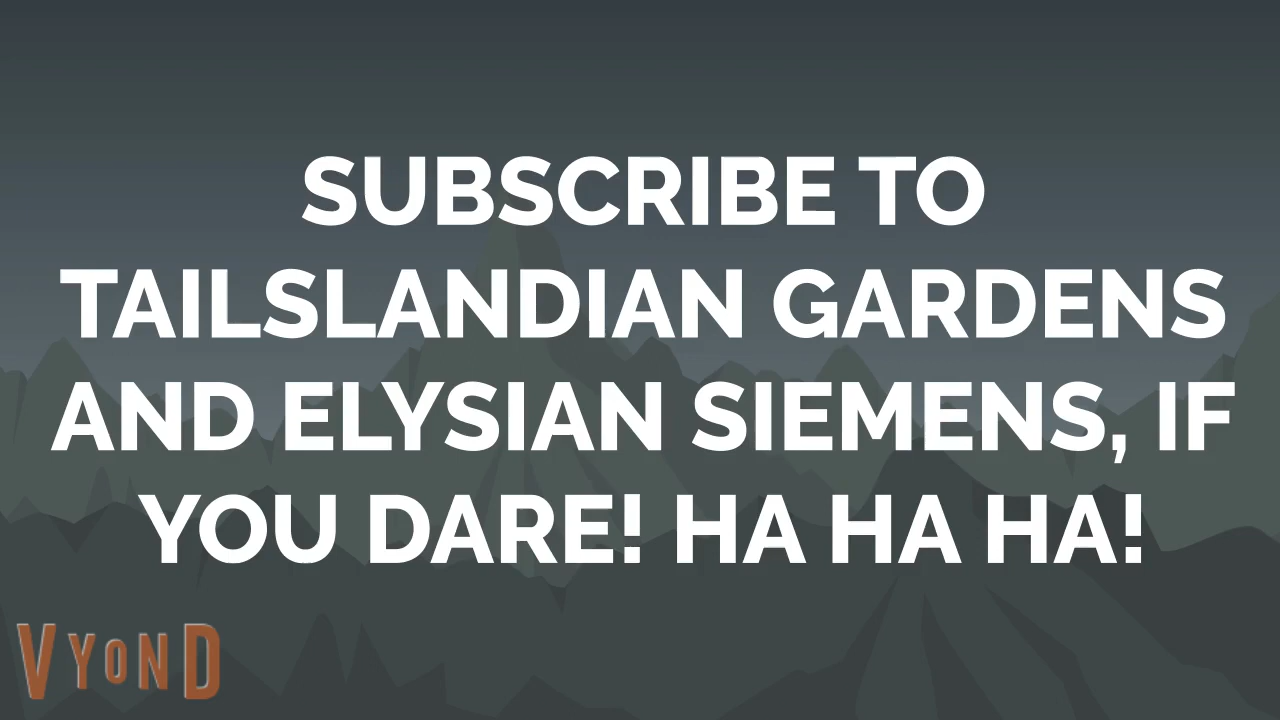 SUBSCRIBE TO
TAILSLANDIAN GARDENS
AND ELYSIAN SIEMENS, IF
YOU DARE! HA HA HA!
VYOND